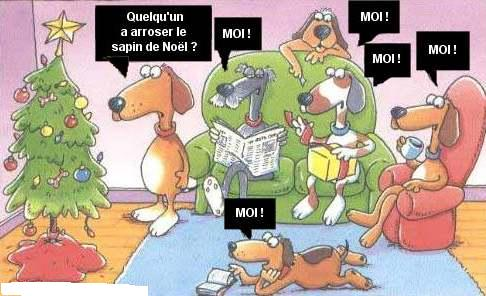 Quelqu'un
a arroser le
sapin de Noël ?
MOI !
MOI !
MOI !
MOI !
MOI !